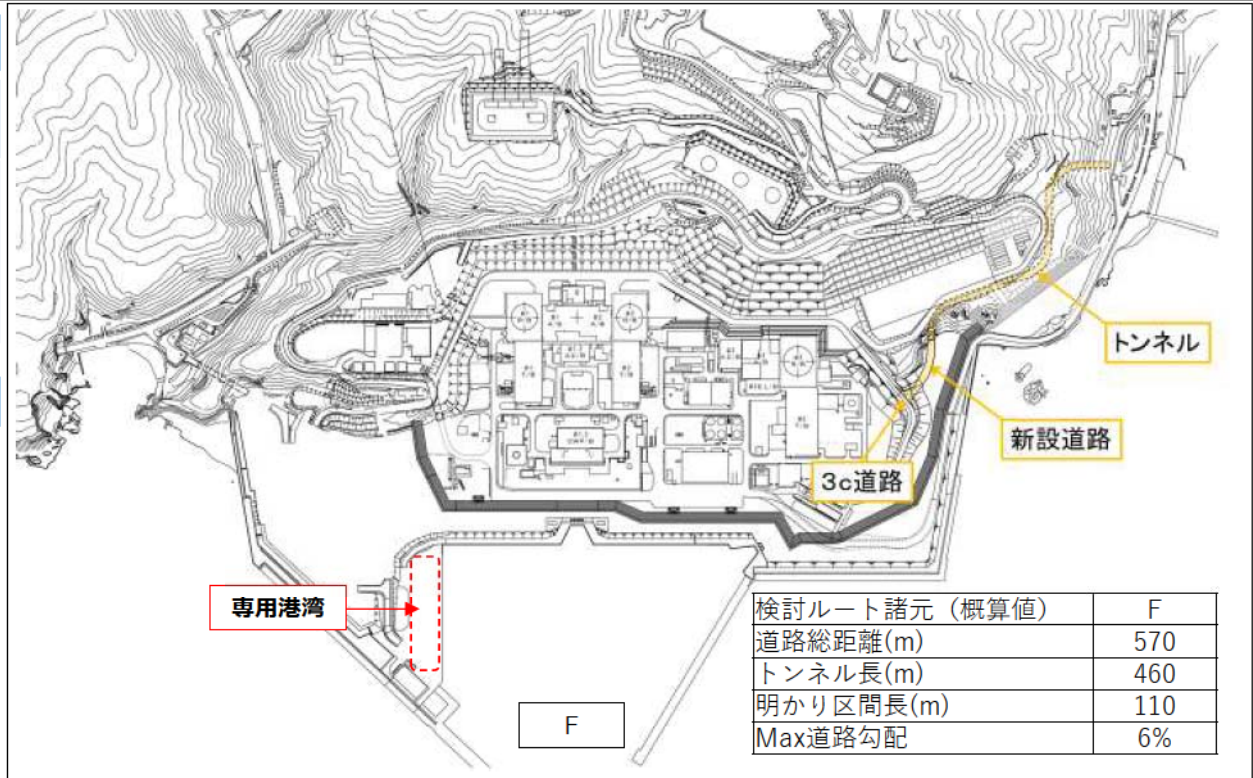 トンネル
新設道路
3c道路
専用港湾
F
検討ルート諸元（概算値） F
道路総距離(m) 570
トンネル長(m) 460
明かり区間長(m) 110
Max道路勾配 6%